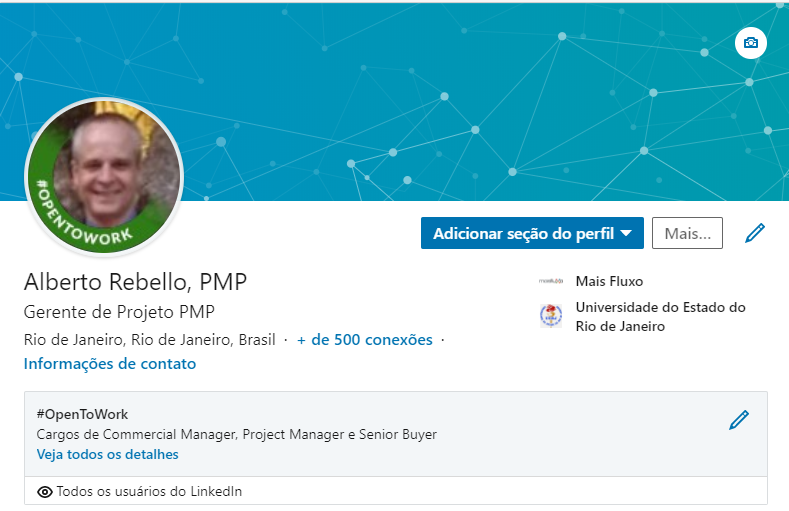 #OPENTOWORK
Adicionar seção do perfil
Mais...
Alberto Rebello, PMP
Gerente de Projeto PMP
Rio de Janeiro, Rio de Janeiro, Brasil · + de 500 conexões ·
Informações de contato
Mais Fluxo
Universidade do Estado do
Rio de Janeiro
#OpenToWork
Cargos de Commercial Manager, Project Manager e Senior Buyer
Veja todos os detalhes
Todos os usuários do LinkedIn